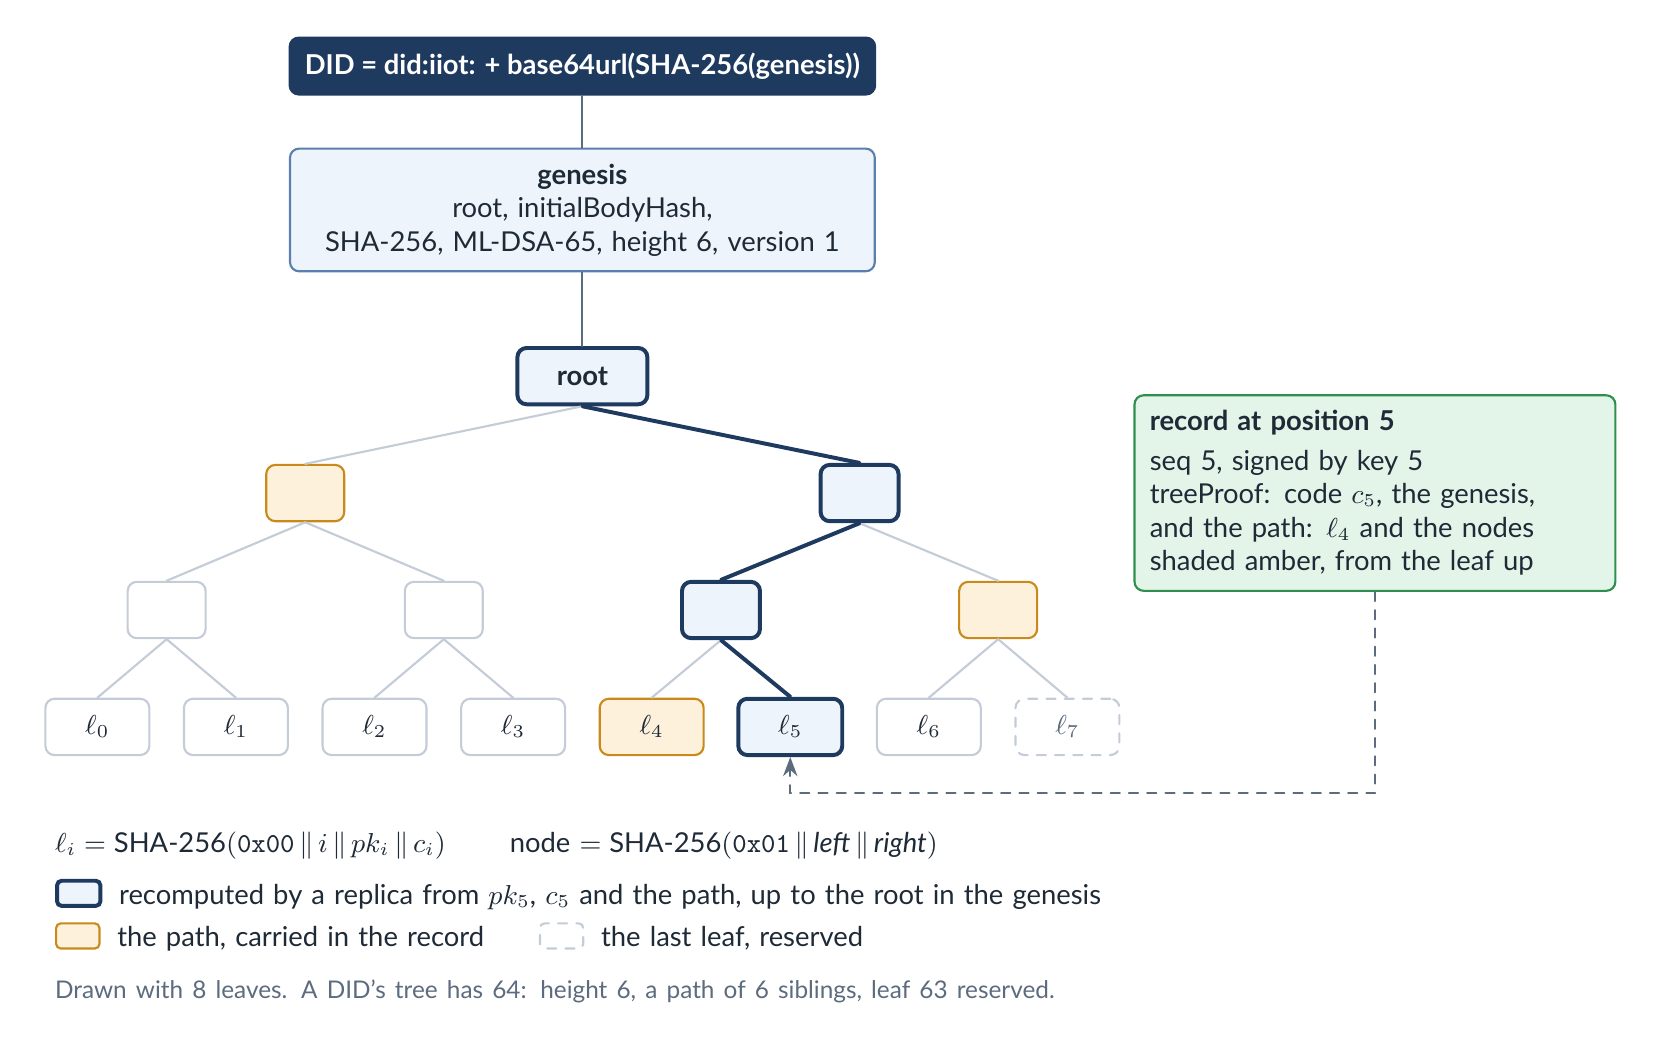 DID = did:iiot: + base64url(SHA-256(genesis))
genesis
root, initialBodyHash,
SHA-256, ML-DSA-65, height 6, version 1
root
record at position 5
seq 5, signed by key 5
treeProof: code c₅, the genesis,
and the path: ℓ₄ and the nodes
shaded amber, from the leaf up
ℓ₀ ℓ₁ ℓ₂ ℓ₃ ℓ₄ ℓ₅ ℓ₆ ℓ₇
ℓᵢ = SHA-256(0x00 ‖ i ‖ pkᵢ ‖ cᵢ) node = SHA-256(0x01 ‖ left ‖ right)
recomputed by a replica from pk₅, c₅ and the path, up to the root in the genesis
the path, carried in the record the last leaf, reserved
Drawn with 8 leaves. A DID’s tree has 64: height 6, a path of 6 siblings, leaf 63 reserved.